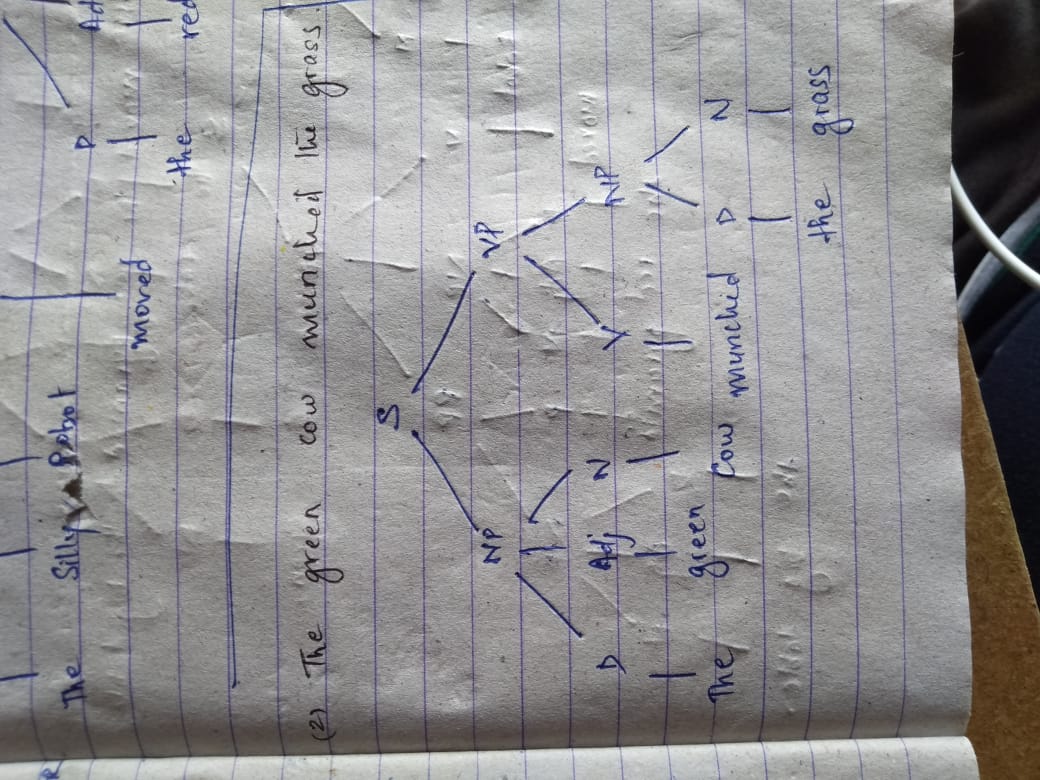 The Silly Robot
moved
D Ad
the red
(2) The green cow munched the grass.
S
NP VP
D Adj N V NP
The green Cow munched D N
the grass